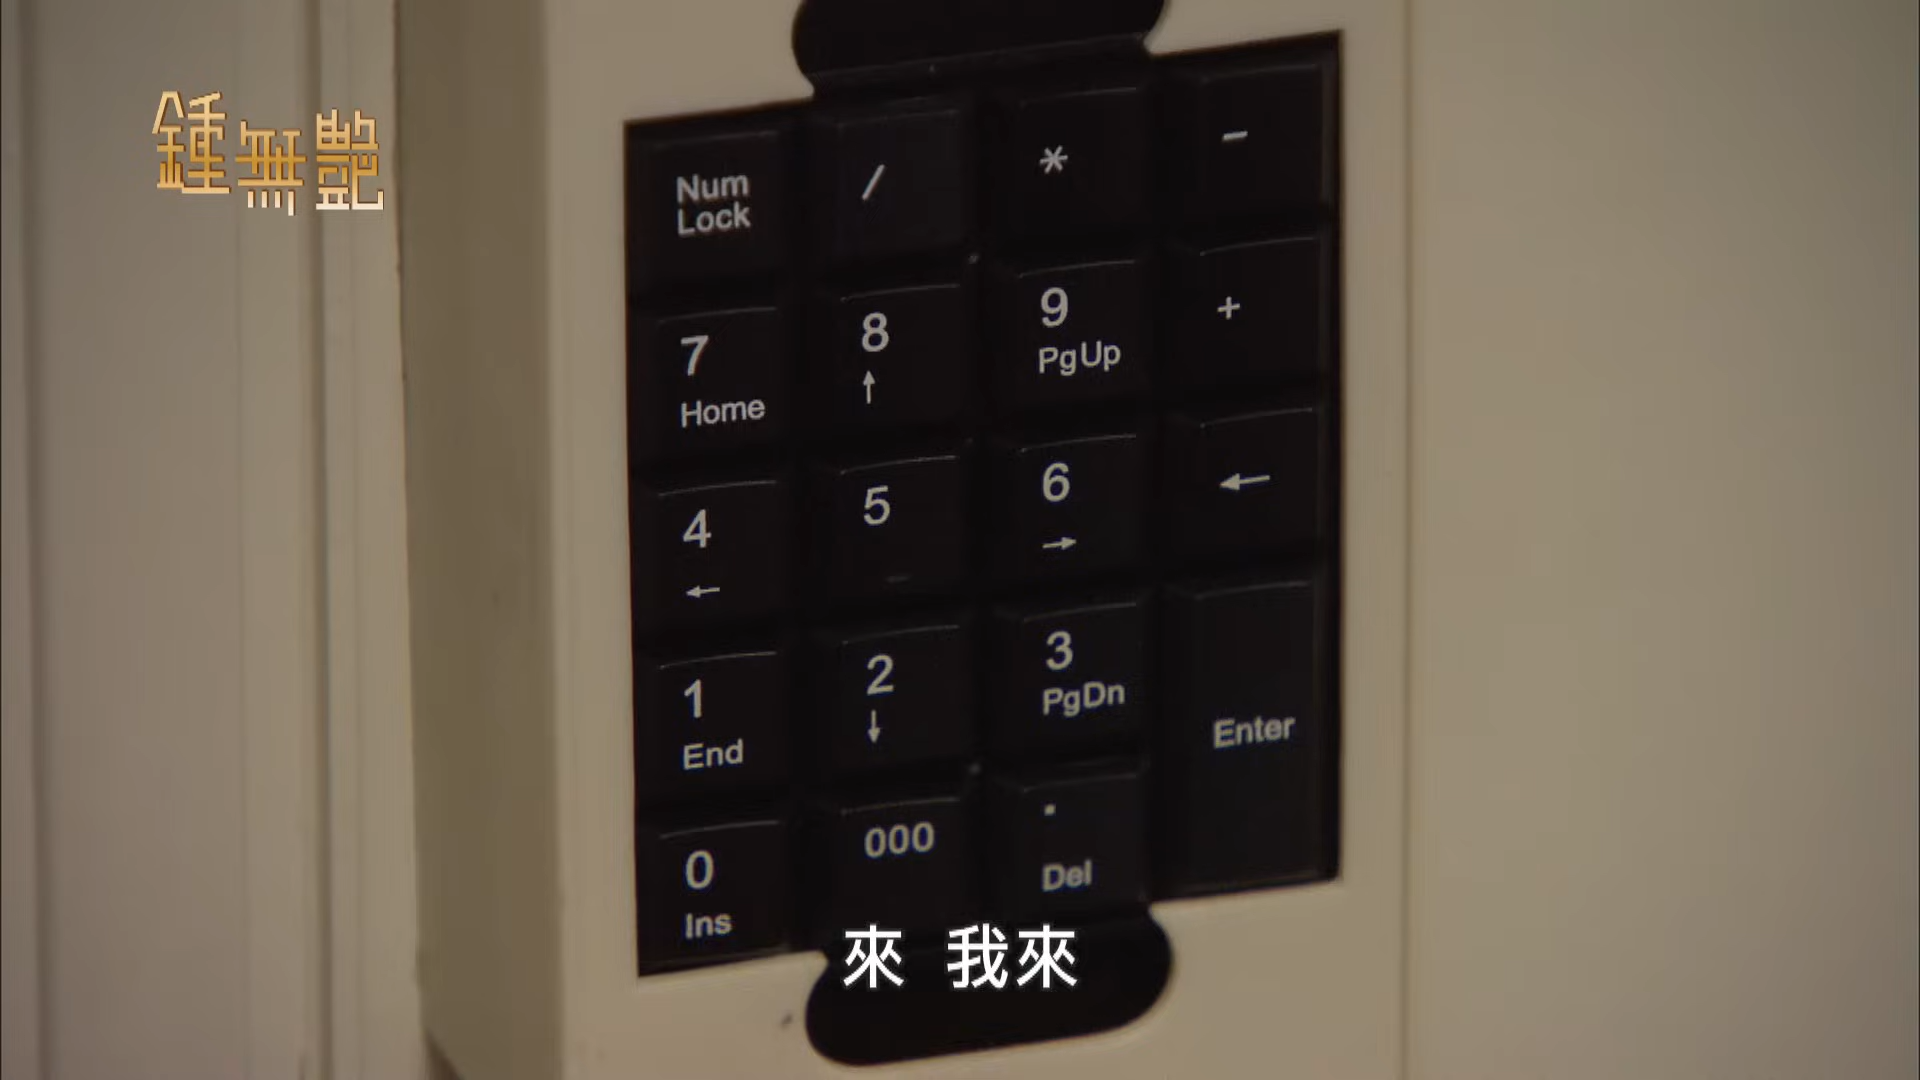 鍾無艷
Num
Lock
/
*
-
7
Home
8
↑
9
PgUp
+
4
←
5
6
→
←
1
End
2
↓
3
PgDn
Enter
0
Ins
000
.
Del
來 我來